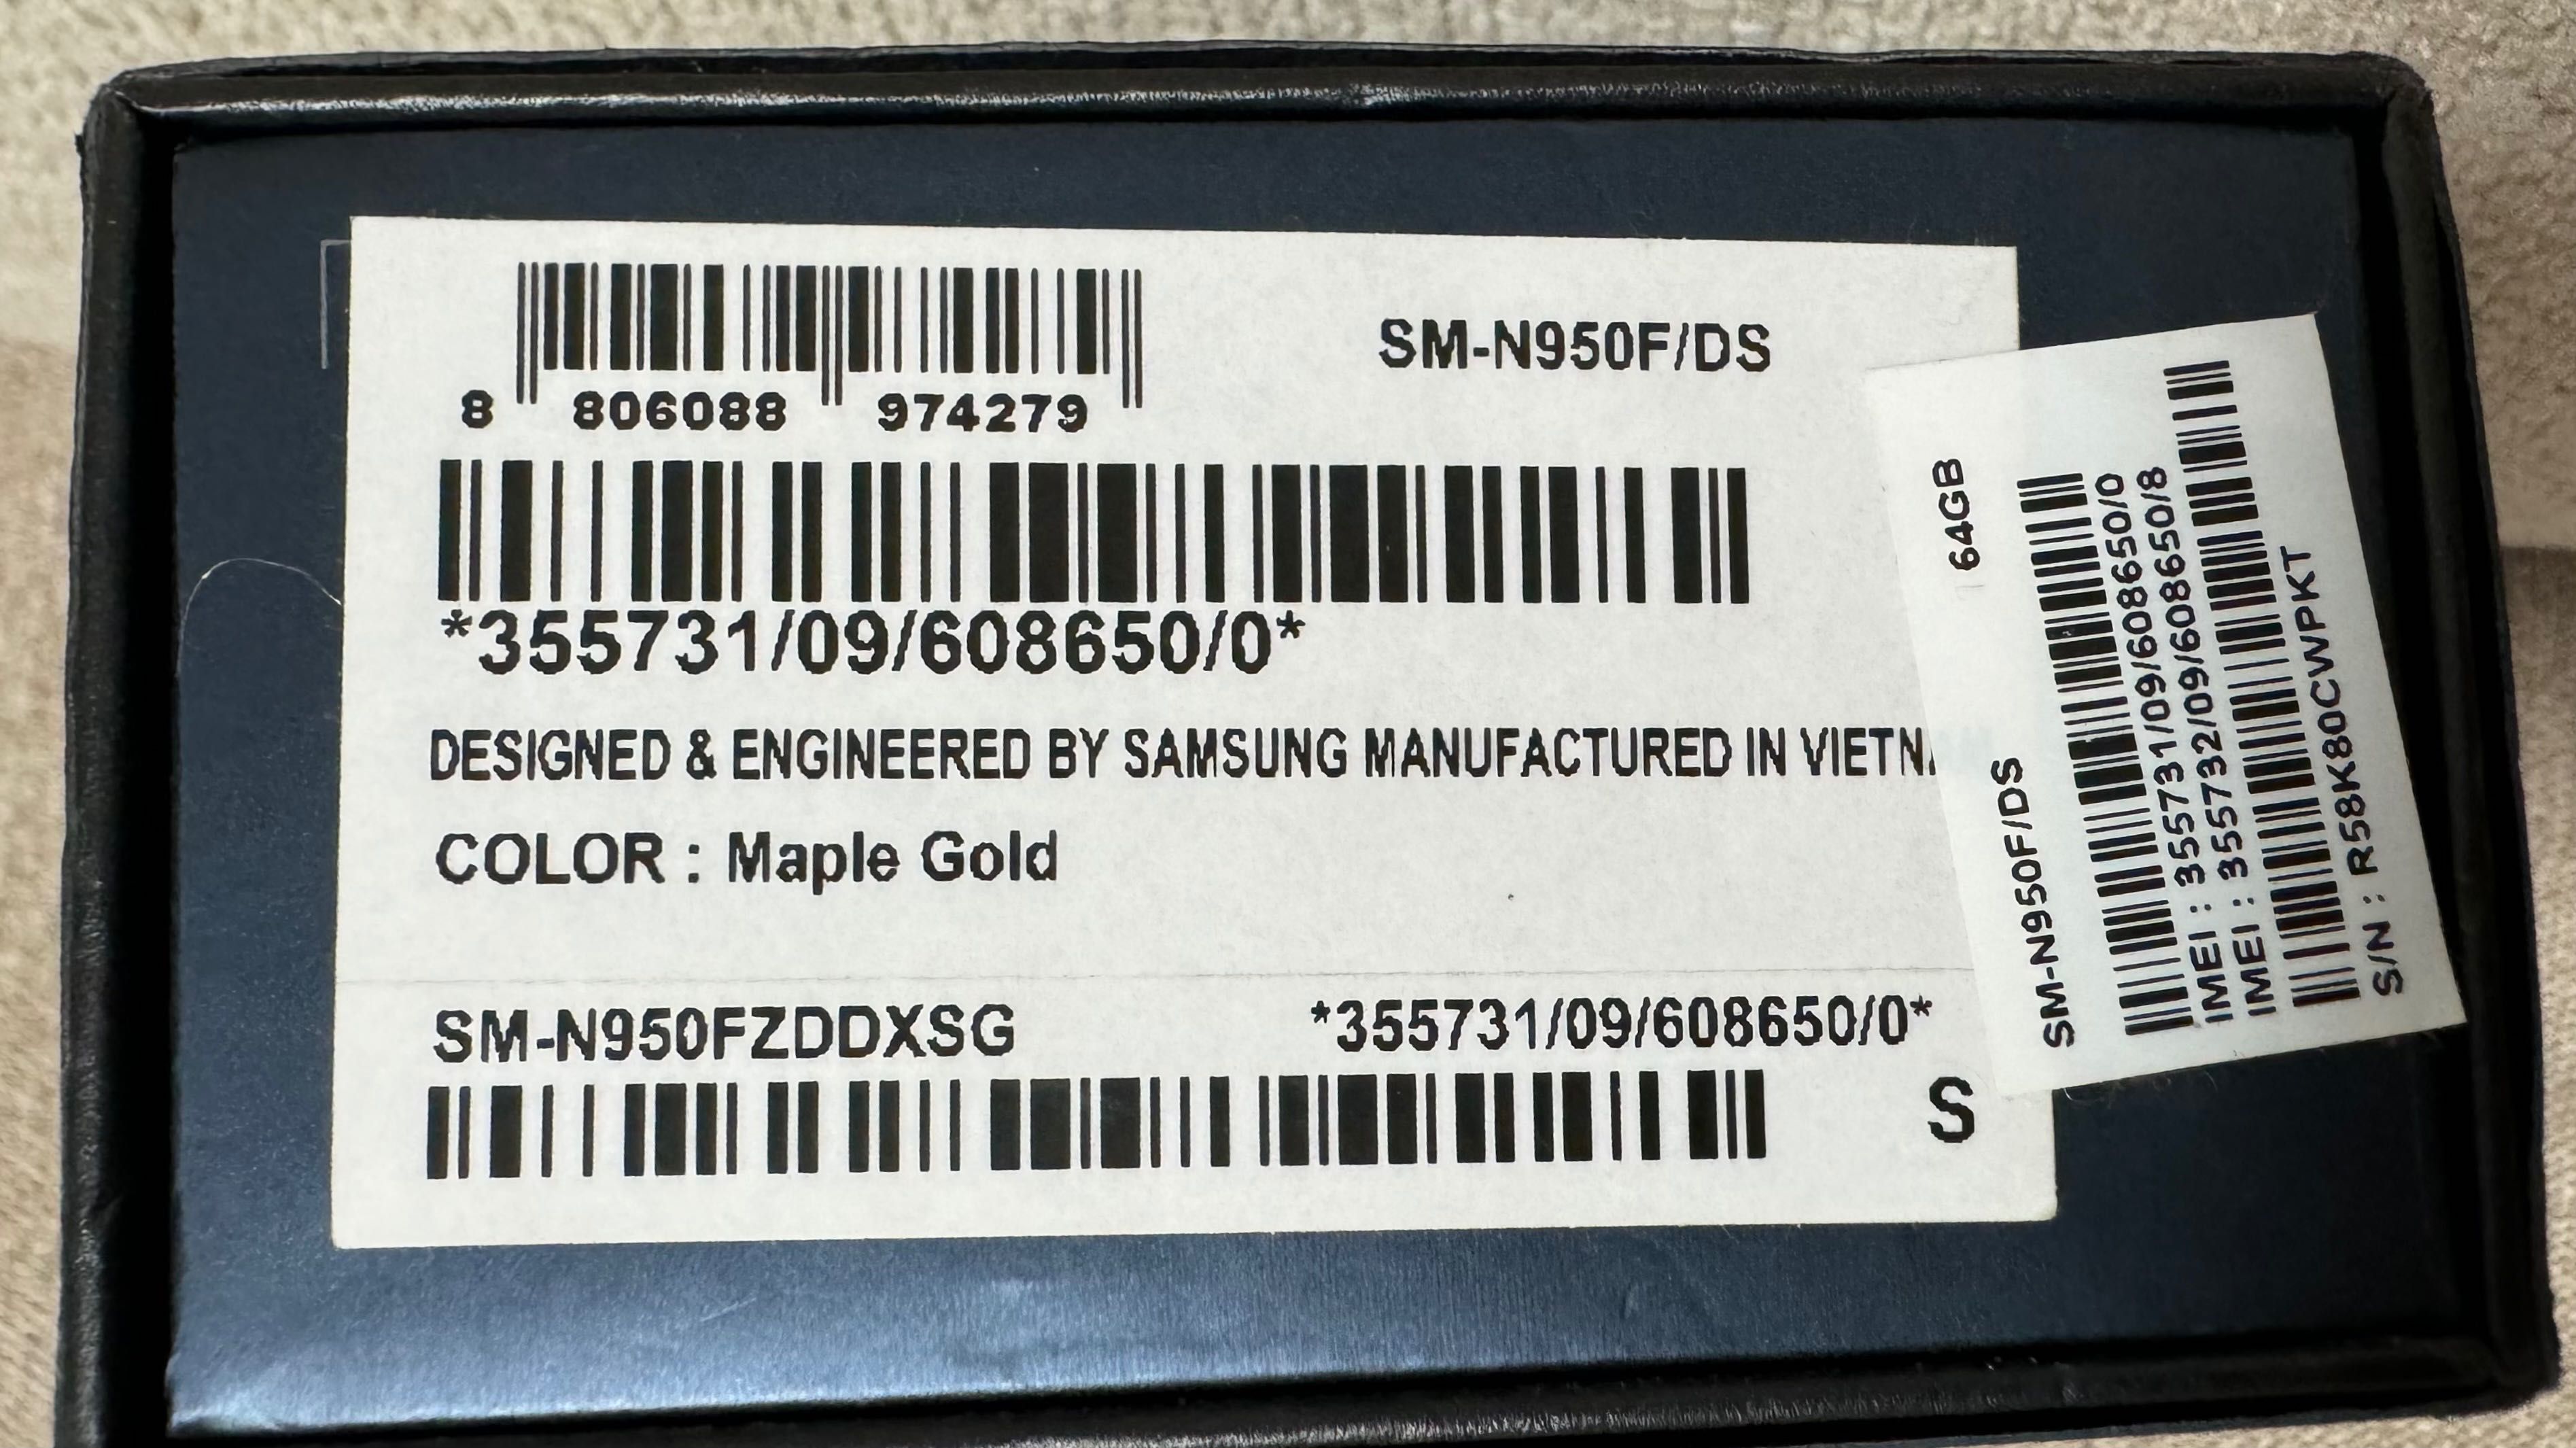 SM-N950F/DS
8 806088 974279
*355731/09/608650/0*
DESIGNED & ENGINEERED BY SAMSUNG MANUFACTURED IN
COLOR : Maple Gold
SM-N950FZDDXSG
*355731/09/608650/0*
S
SM-N950F/DS 64GB
IMEI : 355731/09/608650/0
IMEI : 355732/09/608650/8
S/N : R58K80CWPKT